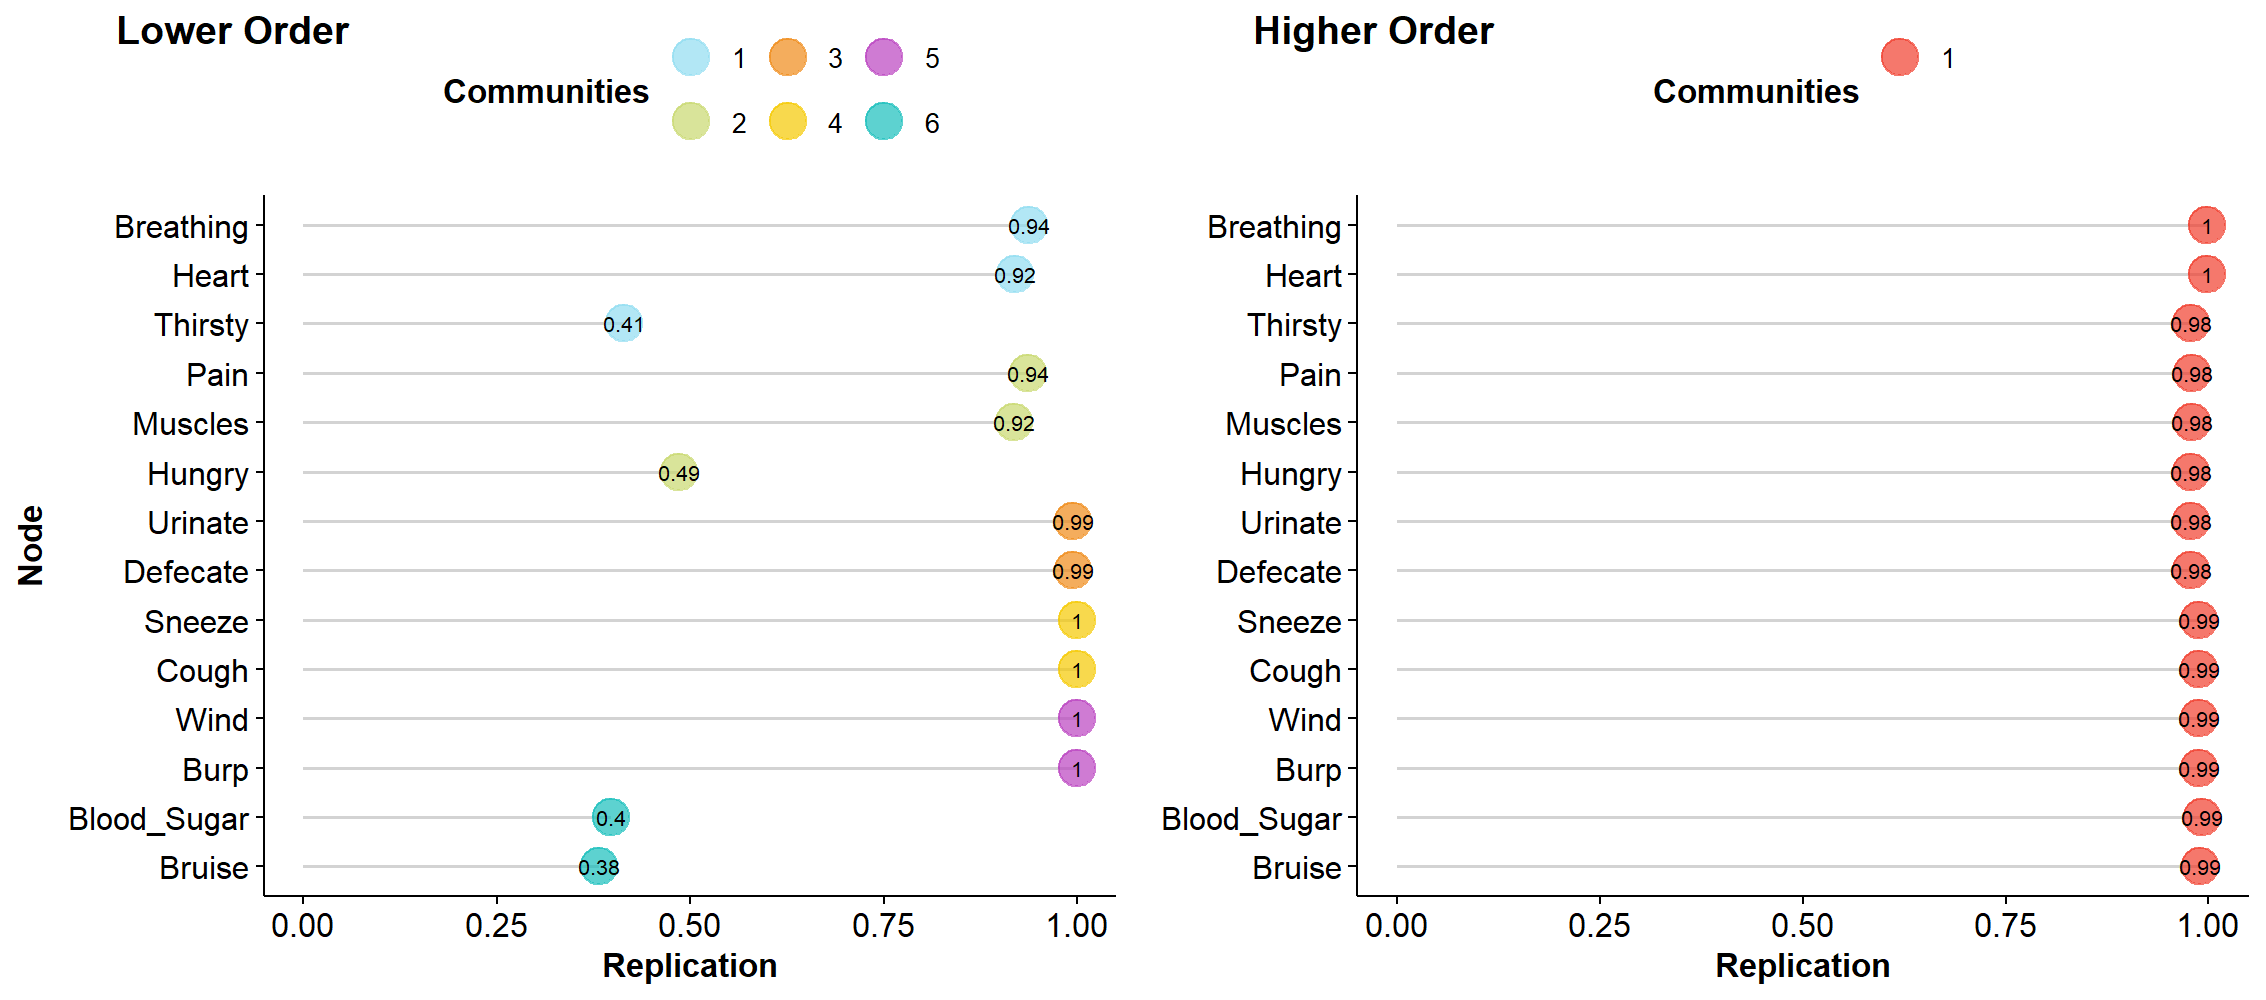 Lower Order
Communities
1 3 5
2 4 6
Node
Breathing 0.94
Heart 0.92
Thirsty 0.41
Pain 0.94
Muscles 0.92
Hungry 0.49
Urinate 0.99
Defecate 0.99
Sneeze 1
Cough 1
Wind 1
Burp 1
Blood_Sugar 0.4
Bruise 0.38
0.00 0.25 0.50 0.75 1.00
Replication
Higher Order
Communities
1
Breathing 1
Heart 1
Thirsty 0.98
Pain 0.98
Muscles 0.98
Hungry 0.98
Urinate 0.98
Defecate 0.98
Sneeze 0.99
Cough 0.99
Wind 0.99
Burp 0.99
Blood_Sugar 0.99
Bruise 0.99
0.00 0.25 0.50 0.75 1.00
Replication